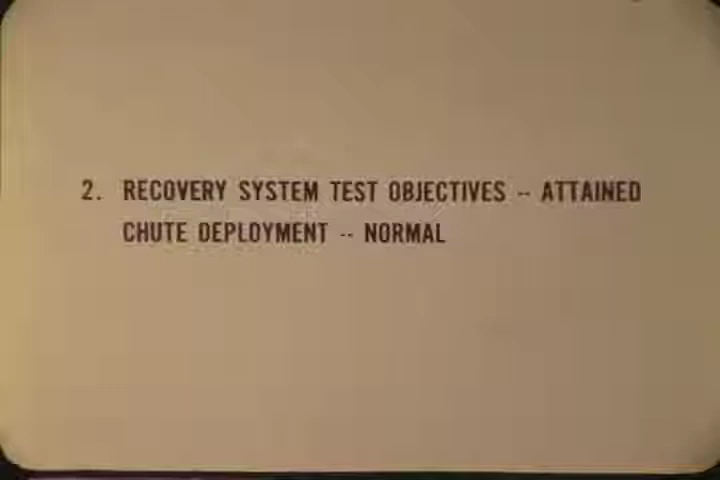 2. RECOVERY SYSTEM TEST OBJECTIVES -- ATTAINED
CHUTE DEPLOYMENT -- NORMAL